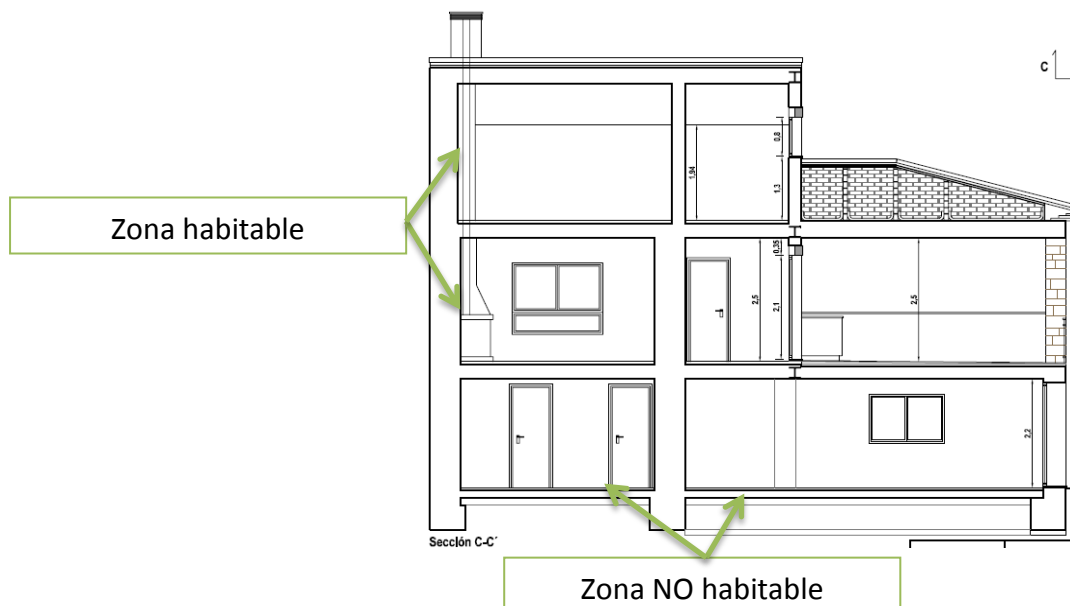 C
0,8
1,94
1,3
Zona habitable
0,35
2,5
2,1
2,5
2,2
Sección C-C´
Zona NO habitable